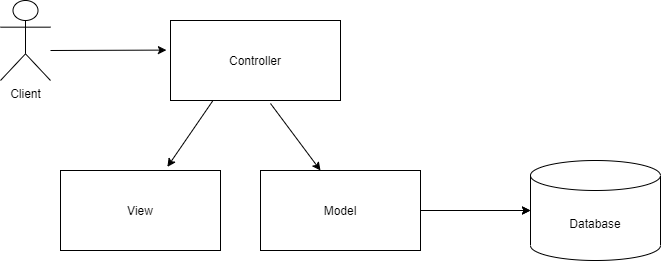 Controller
Client
View
Model
Database